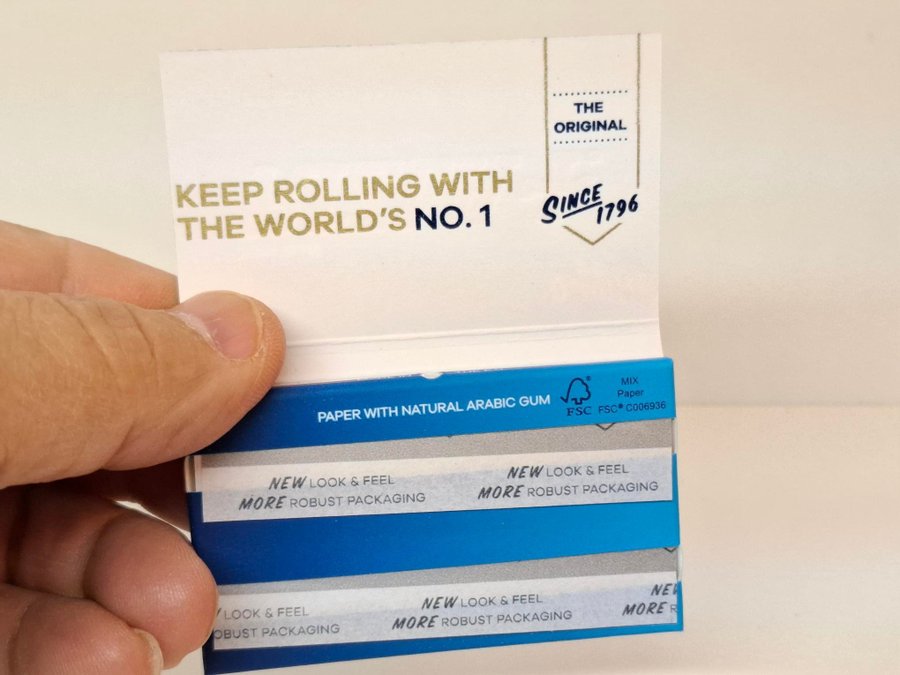 THE
ORIGINAL
KEEP ROLLING WITH
THE WORLD'S NO. 1
SINCE
1796
PAPER WITH NATURAL ARABIC GUM
FSC®
MIX
Paper
FSC® C006936
NEW LOOK & FEEL
MORE ROBUST PACKAGING
NEW LOOK & FEEL
MORE ROBUST PACKAGING
LOOK & FEEL
OBUST PACKAGING
NEW LOOK & FEEL
MORE ROBUST PACKAGING
NEW
MORE R